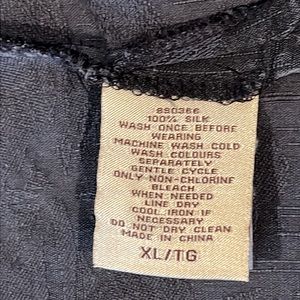 890366
100% SILK
WASH ONCE BEFORE
WEARING
MACHINE WASH COLD
WASH COLOURS
SEPARATELY
GENTLE CYCLE
ONLY NON-CHLORINE
BLEACH
WHEN NEEDED
LINE DRY
COOL IRON IF
NECESSARY
DO NOT DRY CLEAN
MADE IN CHINA
XL/TG